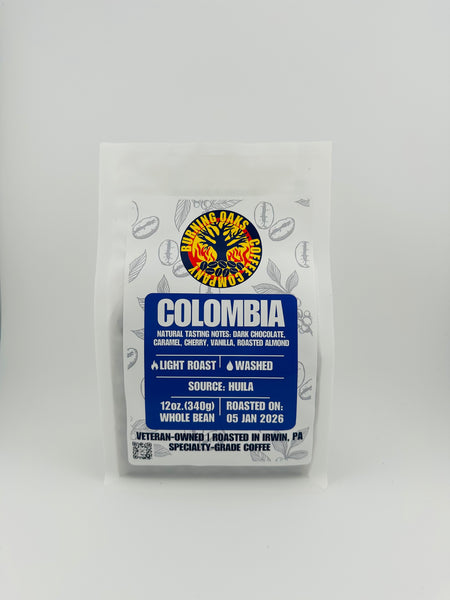 BURNING OAKS
COFFEE COMPANY
COLOMBIA
NATURAL TASTING NOTES: DARK CHOCOLATE,
CARAMEL, CHERRY, VANILLA, ROASTED ALMOND
LIGHT ROAST | WASHED
SOURCE: HUILA
12oz.(340g) | ROASTED ON:
WHOLE BEAN | 05 JAN 2026
VETERAN-OWNED | ROASTED IN IRWIN, PA
SPECIALTY-GRADE COFFEE